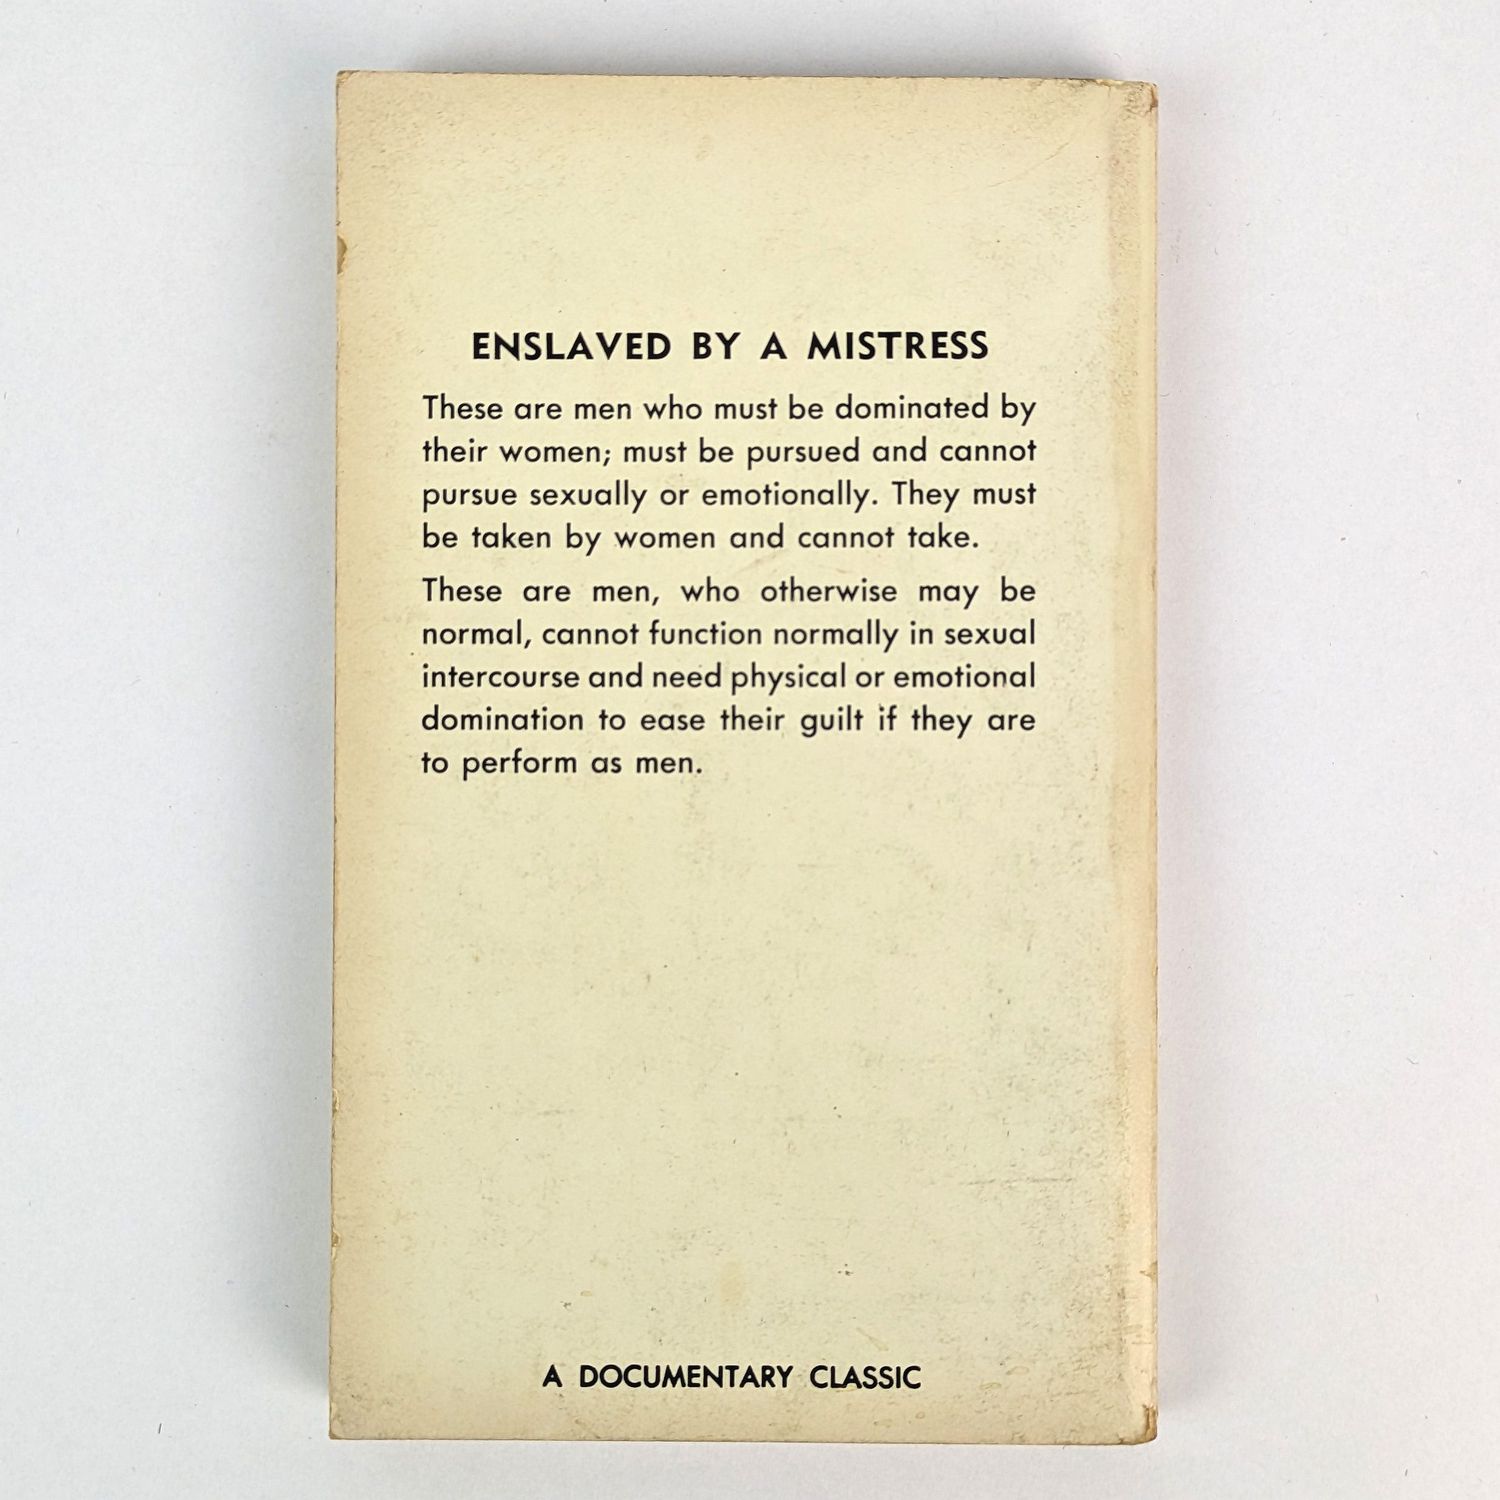 ENSLAVED BY A MISTRESS
These are men who must be dominated by
their women; must be pursued and cannot
pursue sexually or emotionally. They must
be taken by women and cannot take.
These are men, who otherwise may be
normal, cannot function normally in sexual
intercourse and need physical or emotional
domination to ease their guilt if they are
to perform as men.
A DOCUMENTARY CLASSIC